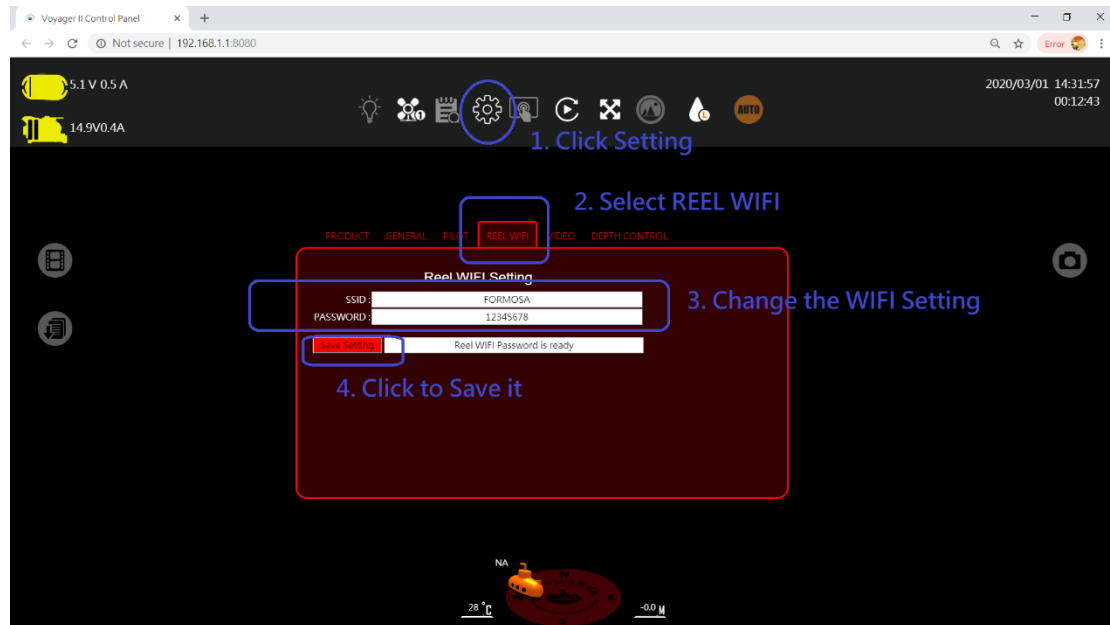 Voyager II Control Panel
Not secure | 192.168.1.1:8080
Error
5.1 V 0.5 A
2020/03/01 14:31:57
00:12:43
14.9V0.4A
AUTO
1. Click Setting
2. Select REEL WIFI
PRODUCT GENERAL PILOT REEL WIFI VIDEO DEPTH CONTROL
Reel WIFI Setting
SSID : FORMOSA
PASSWORD : 12345678
3. Change the WIFI Setting
Save Setting Reel WIFI Password is ready
4. Click to Save it
NA
28 °C
-0.0 M